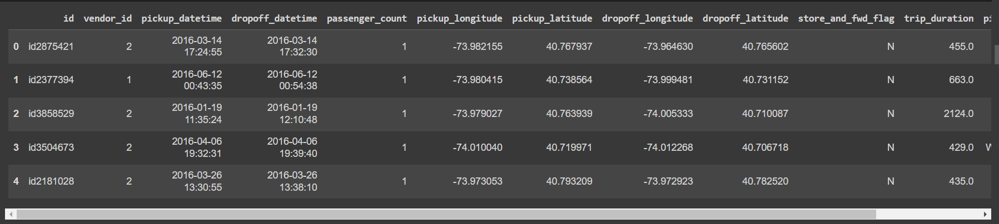 id vendor_id pickup_datetime dropoff_datetime passenger_count pickup_longitude pickup_latitude dropoff_longitude dropoff_latitude store_and_fwd_flag trip_duration pi
0 id2875421 2 2016-03-14 17:24:55 2016-03-14 17:32:30 1 -73.982155 40.767937 -73.964630 40.765602 N 455.0
1 id2377394 1 2016-06-12 00:43:35 2016-06-12 00:54:38 1 -73.980415 40.738564 -73.999481 40.731152 N 663.0
2 id3858529 2 2016-01-19 11:35:24 2016-01-19 12:10:48 1 -73.979027 40.763939 -74.005333 40.710087 N 2124.0
3 id3504673 2 2016-04-06 19:32:31 2016-04-06 19:39:40 1 -74.010040 40.719971 -74.012268 40.706718 N 429.0 W
4 id2181028 2 2016-03-26 13:30:55 2016-03-26 13:38:10 1 -73.973053 40.793209 -73.972923 40.782520 N 435.0